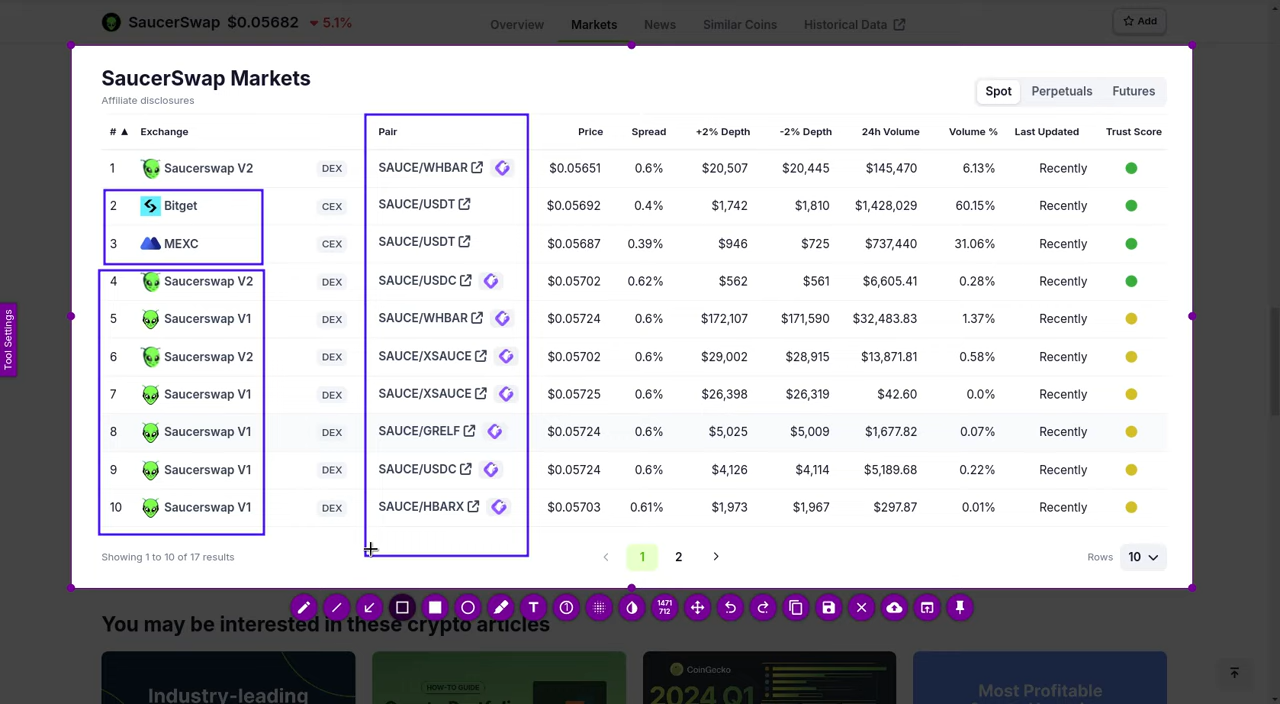 SaucerSwap $0.05682 ▼ 5.1%
Overview Markets News Similar Coins Historical Data
Add
SaucerSwap Markets
Affiliate disclosures
Spot Perpetuals Futures
# ▲ Exchange Pair Price Spread +2% Depth -2% Depth 24h Volume Volume % Last Updated Trust Score
1 Saucerswap V2 DEX SAUCE/WHBAR $0.05651 0.6% $20,507 $20,445 $145,470 6.13% Recently
2 Bitget CEX SAUCE/USDT $0.05692 0.4% $1,742 $1,810 $1,428,029 60.15% Recently
3 MEXC CEX SAUCE/USDT $0.05687 0.39% $946 $725 $737,440 31.06% Recently
4 Saucerswap V2 DEX SAUCE/USDC $0.05702 0.62% $562 $561 $6,605.41 0.28% Recently
5 Saucerswap V1 DEX SAUCE/WHBAR $0.05724 0.6% $172,107 $171,590 $32,483.83 1.37% Recently
6 Saucerswap V2 DEX SAUCE/XSAUCE $0.05702 0.6% $29,002 $28,915 $13,871.81 0.58% Recently
7 Saucerswap V1 DEX SAUCE/XSAUCE $0.05725 0.6% $26,398 $26,319 $42.60 0.0% Recently
8 Saucerswap V1 DEX SAUCE/GRELF $0.05724 0.6% $5,025 $5,009 $1,677.82 0.07% Recently
9 Saucerswap V1 DEX SAUCE/USDC $0.05724 0.6% $4,126 $4,114 $5,189.68 0.22% Recently
10 Saucerswap V1 DEX SAUCE/HBARX $0.05703 0.61% $1,973 $1,967 $297.87 0.01% Recently
Showing 1 to 10 of 17 results
1 2
Rows 10
Tool Settings
T 1 1471
712
You may be interested in these crypto articles
Industry-leading
HOW-TO GUIDE
CoinGecko
2024 Q1
Most Profitable